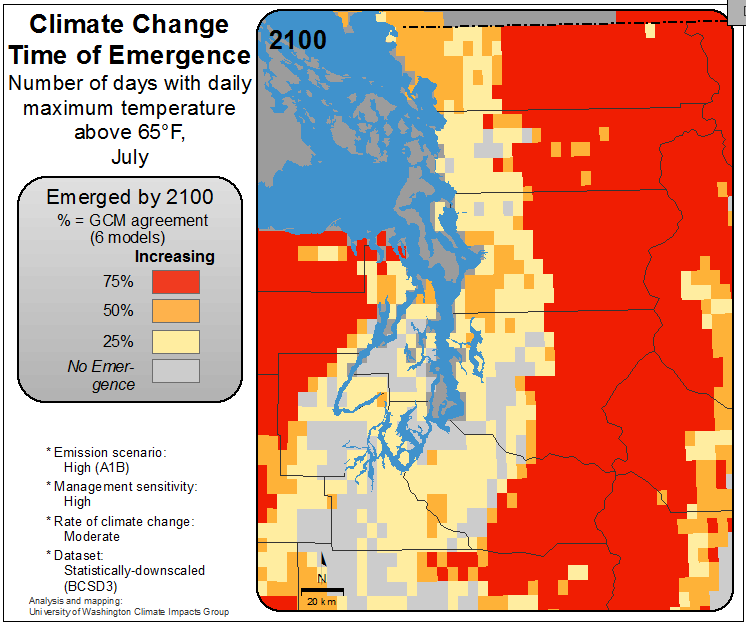 Climate Change
Time of Emergence
Number of days with daily
maximum temperature
above 65°F,
July
Emerged by 2100
% = GCM agreement
(6 models)
Increasing
75%
50%
25%
No Emer-
gence
* Emission scenario:
High (A1B)
* Management sensitivity:
High
* Rate of climate change:
Moderate
* Dataset:
Statistically-downscaled
(BCSD3)
Analysis and mapping:
University of Washington Climate Impacts Group
2100
N
20 km